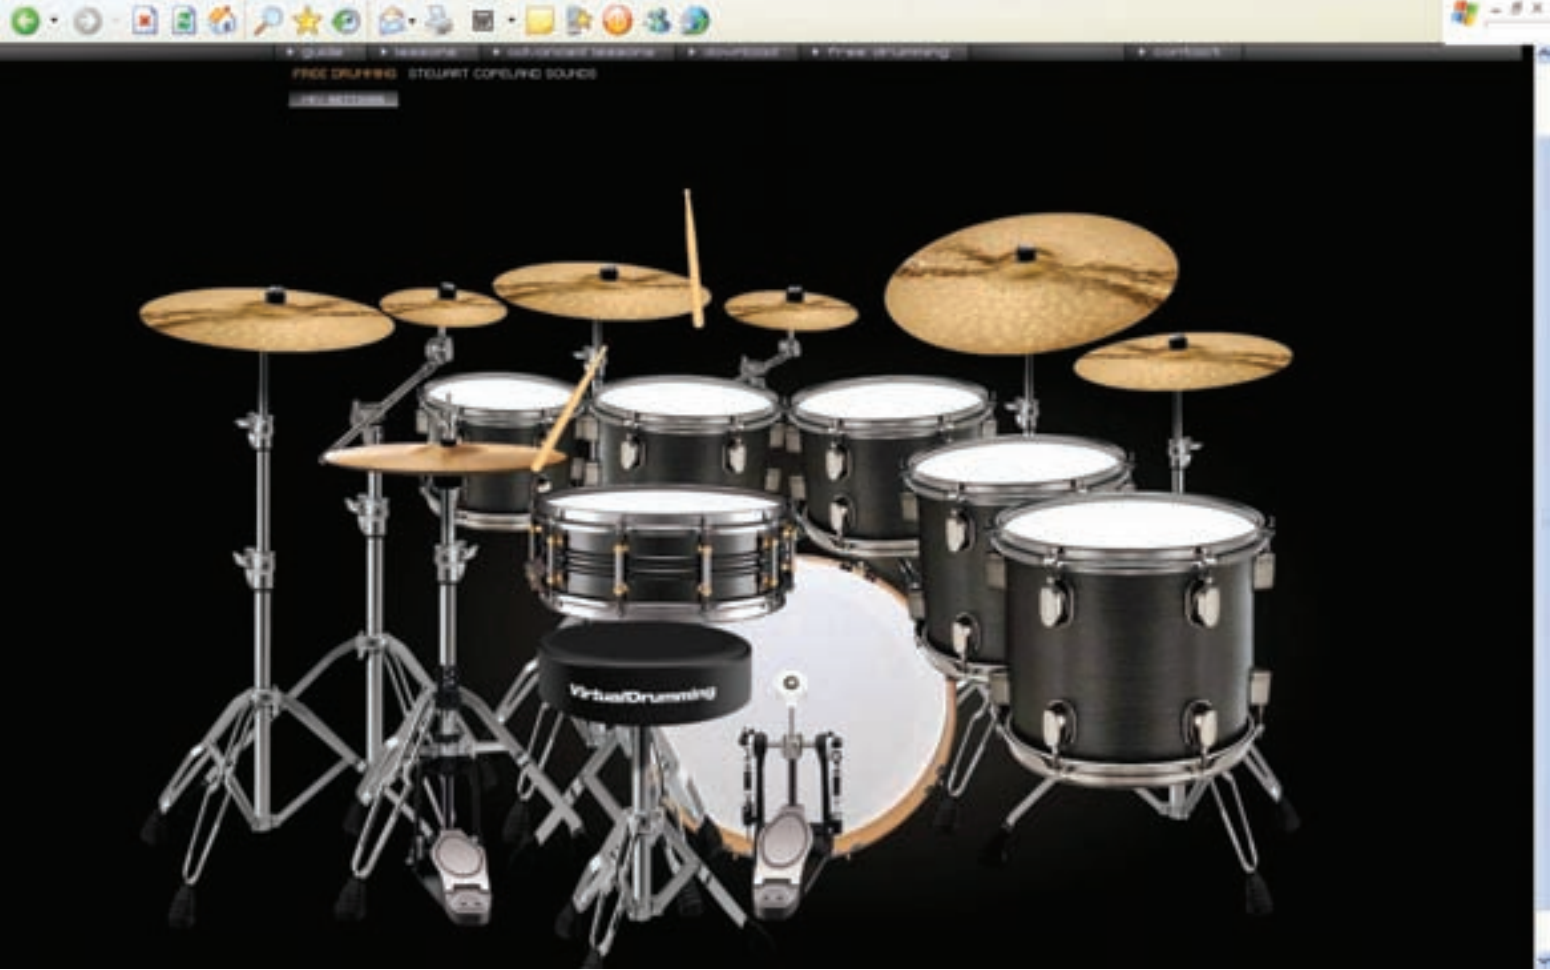 guide lessons advanced lessons download free drumming contact
FREE DRUMMING STEWART COPELAND SOUNDS
VirtualDrumming